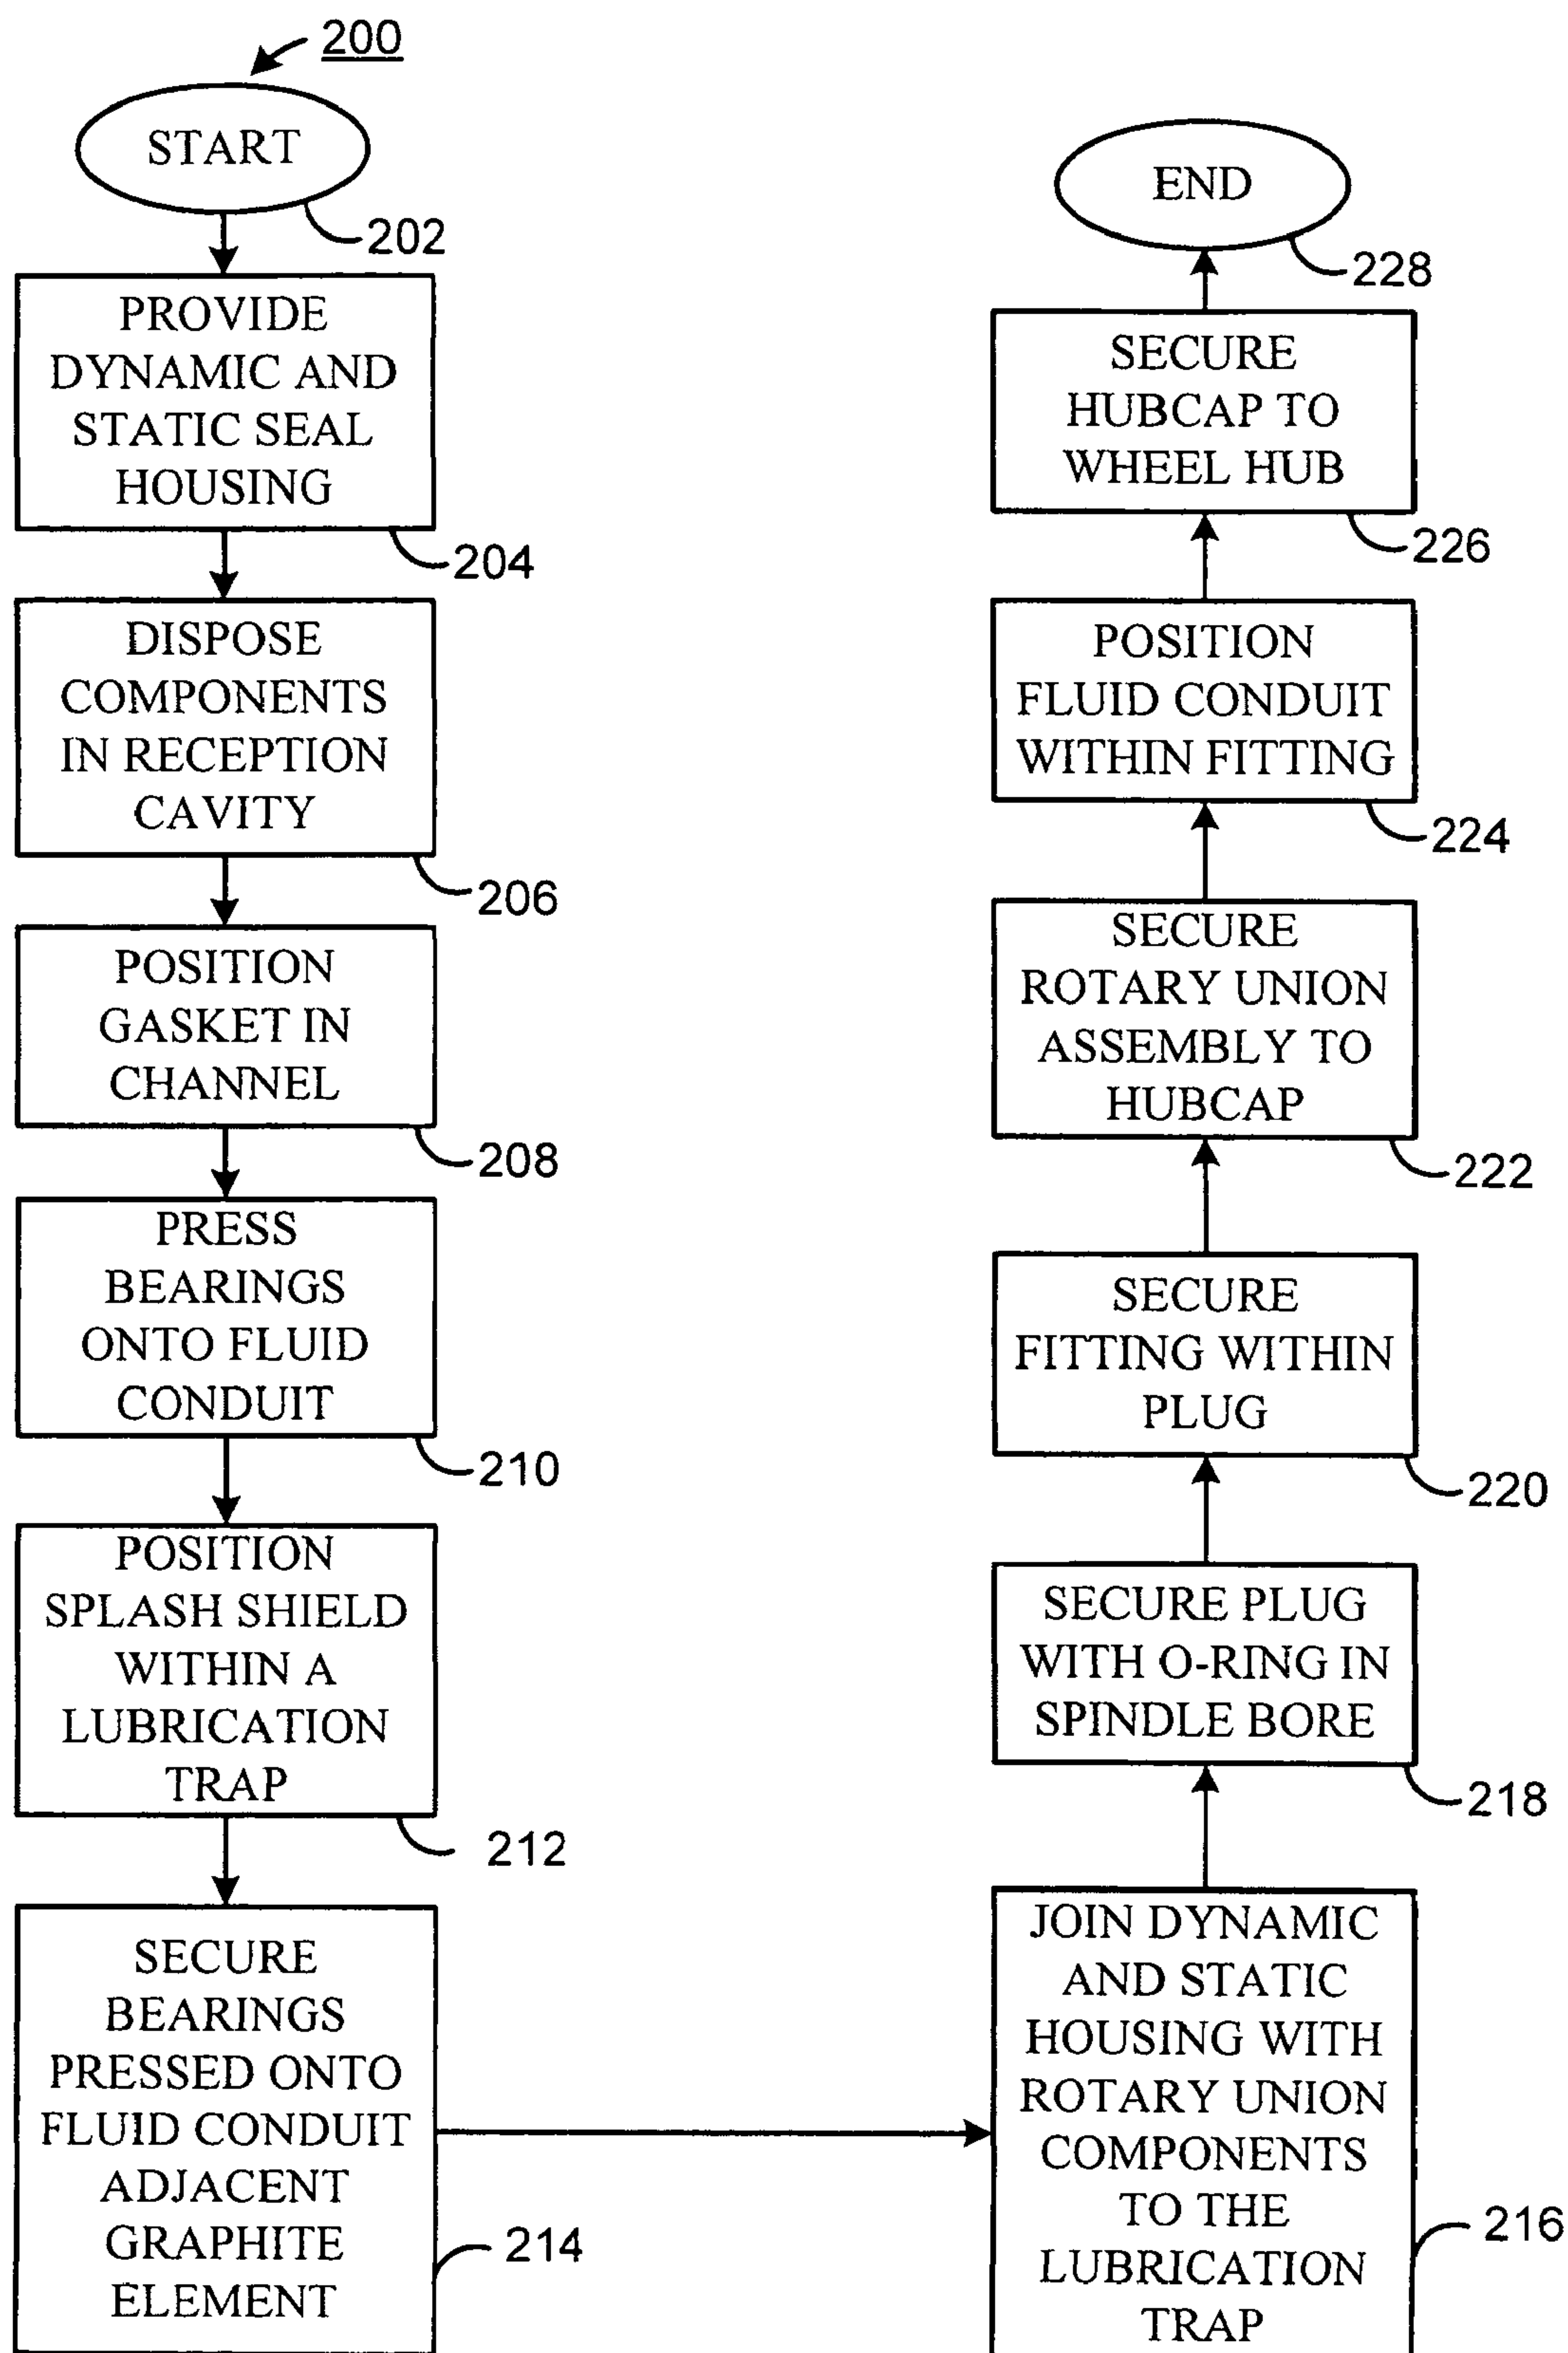 200
START
202
PROVIDE
DYNAMIC AND
STATIC SEAL
HOUSING
204
DISPOSE
COMPONENTS
IN RECEPTION
CAVITY
206
POSITION
GASKET IN
CHANNEL
208
PRESS
BEARINGS
ONTO FLUID
CONDUIT
210
POSITION
SPLASH SHIELD
WITHIN A
LUBRICATION
TRAP
212
SECURE
BEARINGS
PRESSED ONTO
FLUID CONDUIT
ADJACENT
GRAPHITE
ELEMENT
214
JOIN DYNAMIC
AND STATIC
HOUSING WITH
ROTARY UNION
COMPONENTS
TO THE
LUBRICATION
TRAP
216
SECURE PLUG
WITH O-RING IN
SPINDLE BORE
218
SECURE
FITTING WITHIN
PLUG
220
SECURE
ROTARY UNION
ASSEMBLY TO
HUBCAP
222
POSITION
FLUID CONDUIT
WITHIN FITTING
224
SECURE
HUBCAP TO
WHEEL HUB
226
END
228